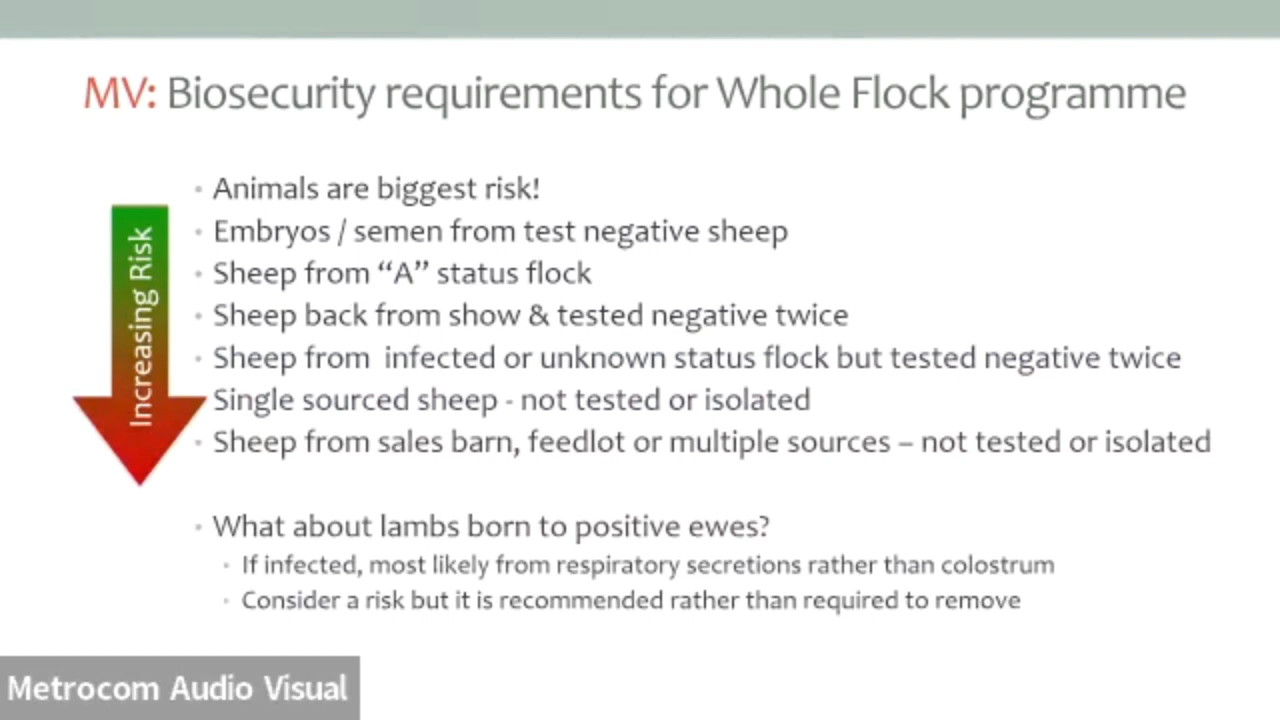 MV: Biosecurity requirements for Whole Flock programme
Increasing Risk
• Animals are biggest risk!
• Embryos / semen from test negative sheep
• Sheep from “A” status flock
• Sheep back from show & tested negative twice
• Sheep from  infected or unknown status flock but tested negative twice
Single sourced sheep - not tested or isolated
• Sheep from sales barn, feedlot or multiple sources – not tested or isolated
• What about lambs born to positive ewes?
• If infected, most likely from respiratory secretions rather than colostrum
• Consider a risk but it is recommended rather than required to remove
Metrocom Audio Visual